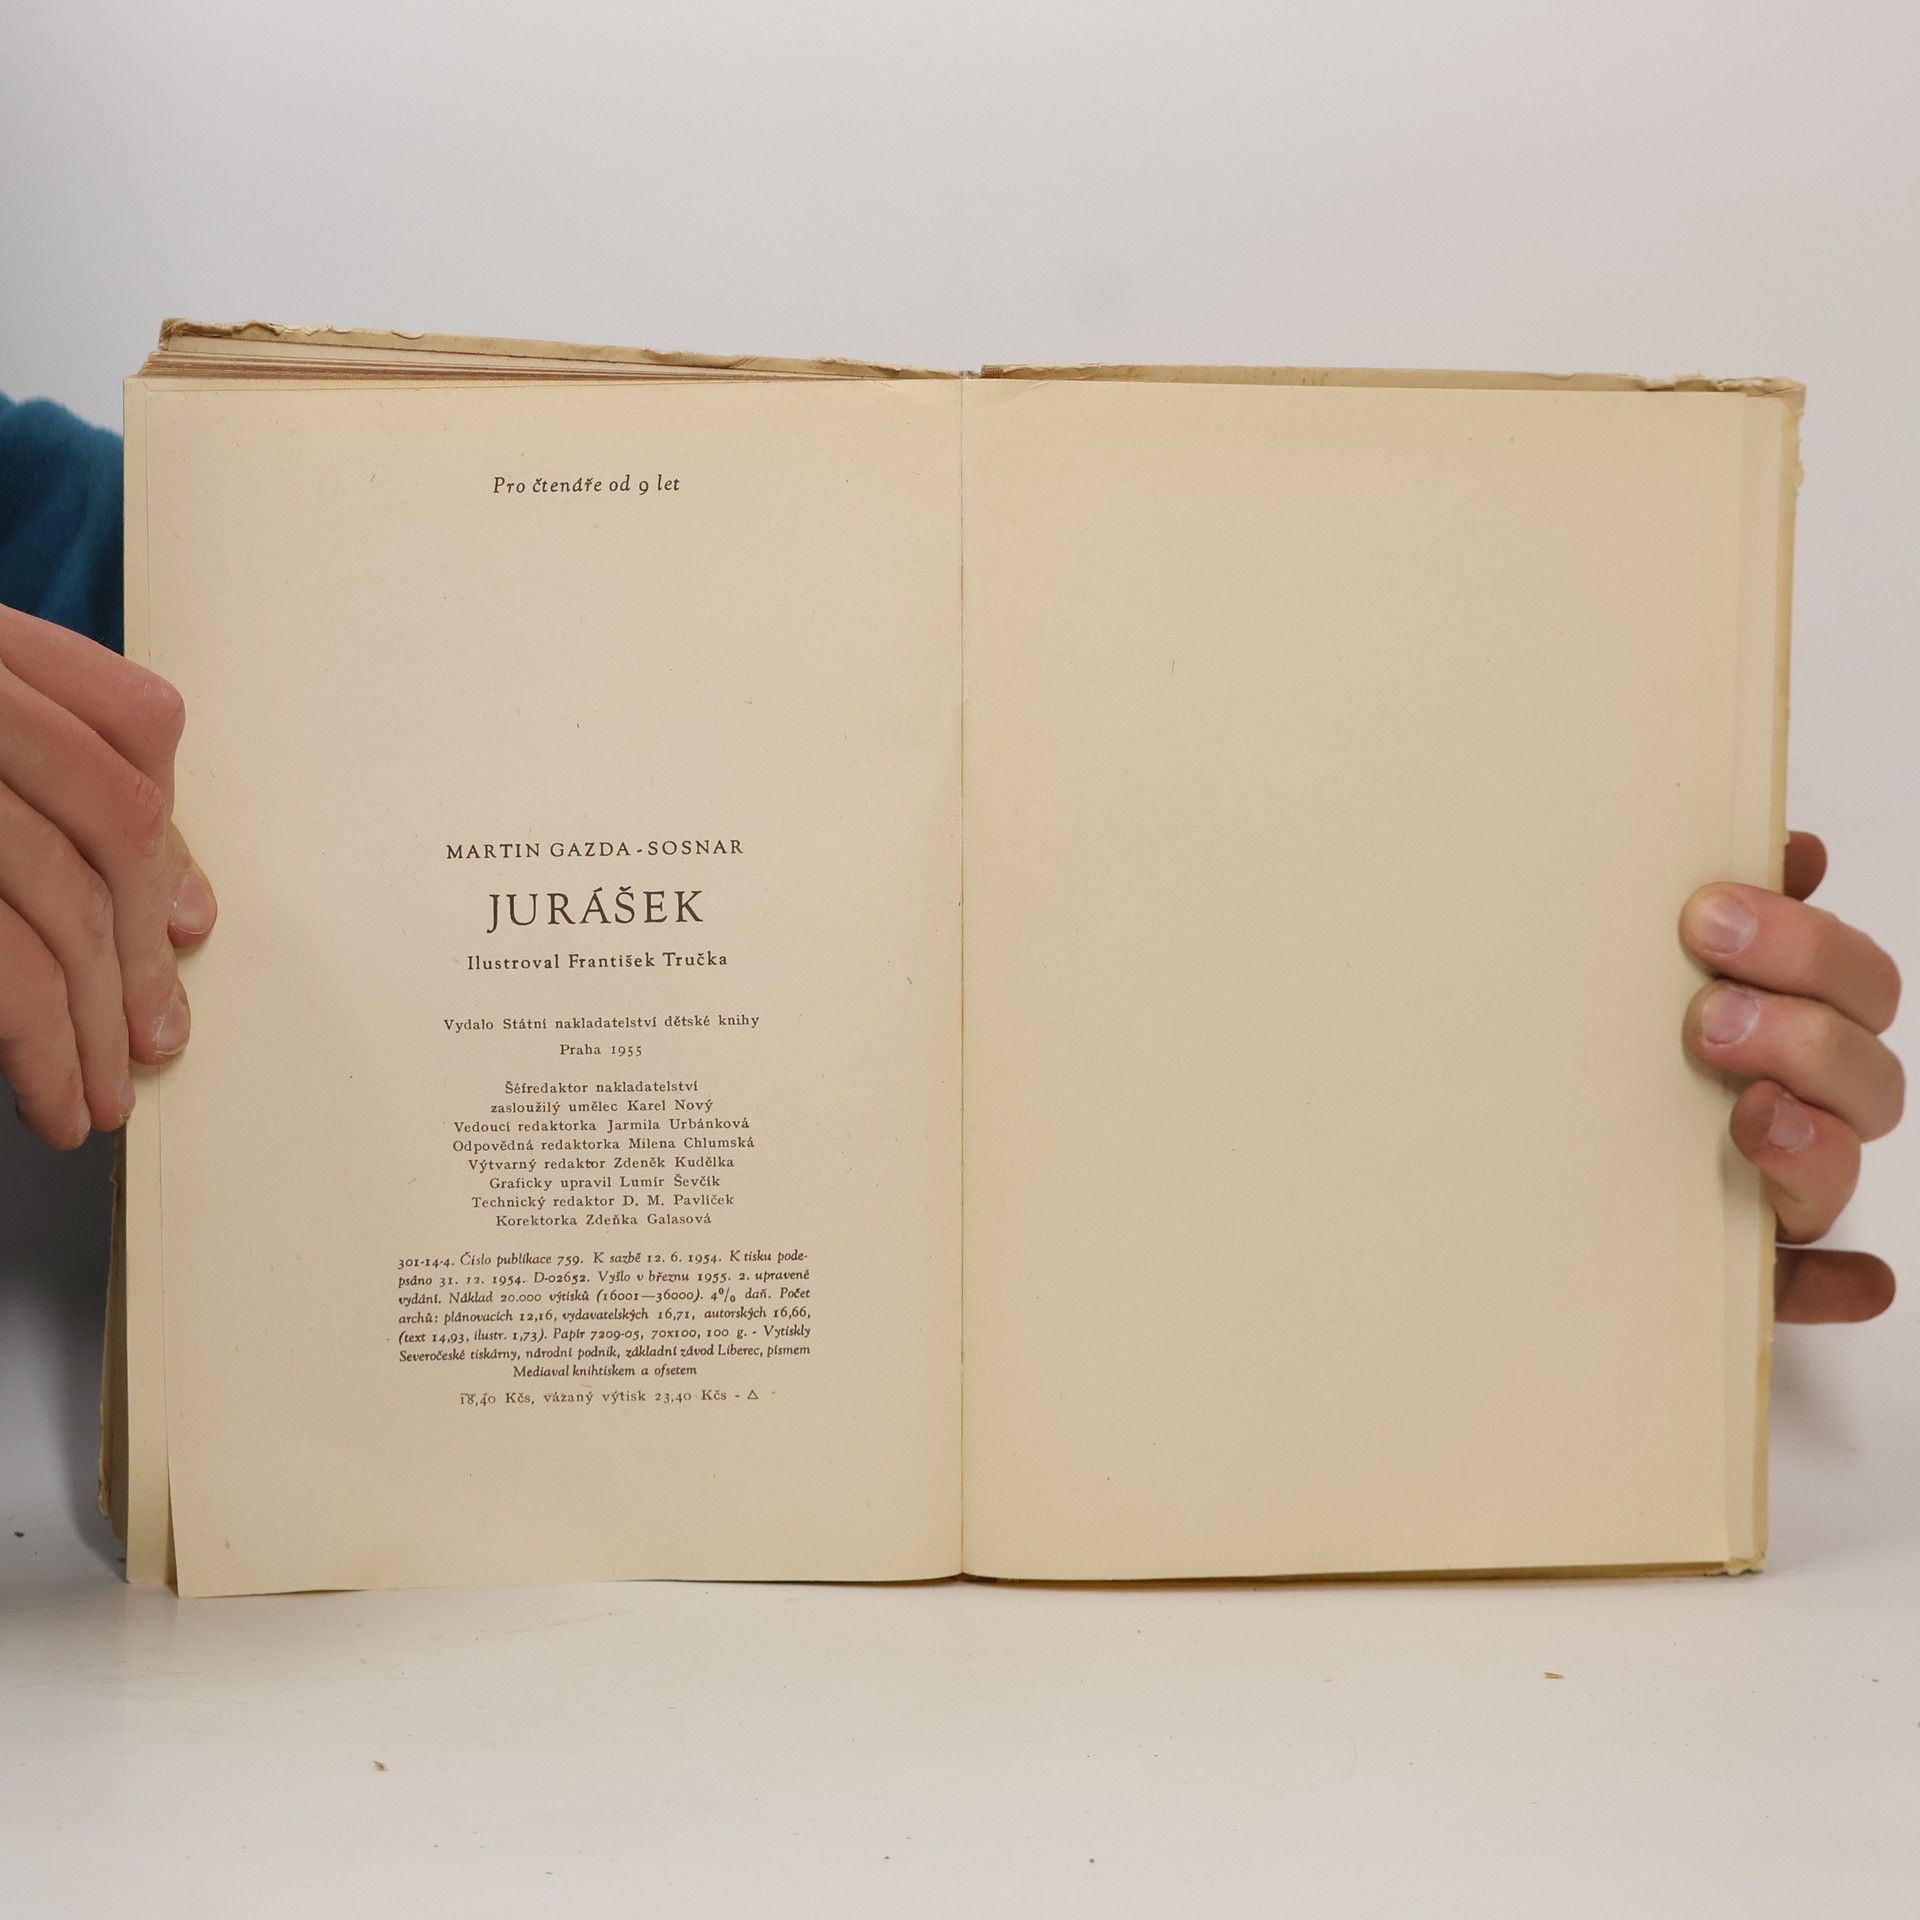 Pro čtenáře od 9 let
MARTIN GAZDA-SOSNAR
JURÁŠEK
Ilustroval František Tručka
Vydalo Státní nakladatelství dětské knihy
Praha 1955
Šéfredaktor nakladatelství
zasloužilý umělec Karel Nový
Vedoucí redaktorka Jarmila Urbánková
Odpovědná redaktorka Milena Chlumská
Výtvarný redaktor Zdeněk Kudělka
Graficky upravil Lumír Ševčík
Technický redaktor D. M. Pavlíček
Korektorka Zdeňka Galasová
301-14-4. Číslo publikace 759. K sazbě 12. 6. 1954. K tisku pode-
psáno 31. 12. 1954. D-02652. Vyšlo v březnu 1955. 2. upravené
vydání. Náklad 20.000 výtisků (16001—36000). 4% daň. Počet
archů: plánovacích 12,16, vydavatelských 16,71, autorských 16,66,
(text 14,93, ilustr. 1,73). Papír 7209-05, 70x100, 100 g. - Vytiskly
Severočeské tiskárny, národní podnik, základní závod Liberec, písmem
Mediaval knihtiskem a ofsetem
18,40 Kčs, vázaný výtisk 23,40 Kčs - △